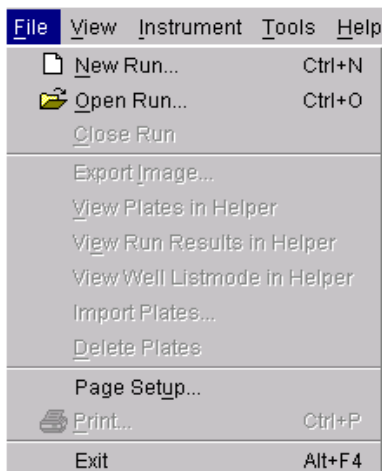 File View Instrument Tools Help
New Run... Ctrl+N
Open Run... Ctrl+O
Close Run
Export Image...
View Plates in Helper
View Run Results in Helper
View Well Listmode in Helper
Import Plates...
Delete Plates
Page Setup...
Print... Ctrl+P
Exit Alt+F4